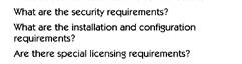 What are the security requirements?
What are the installation and configuration
requirements?
Are there special licensing requirements?